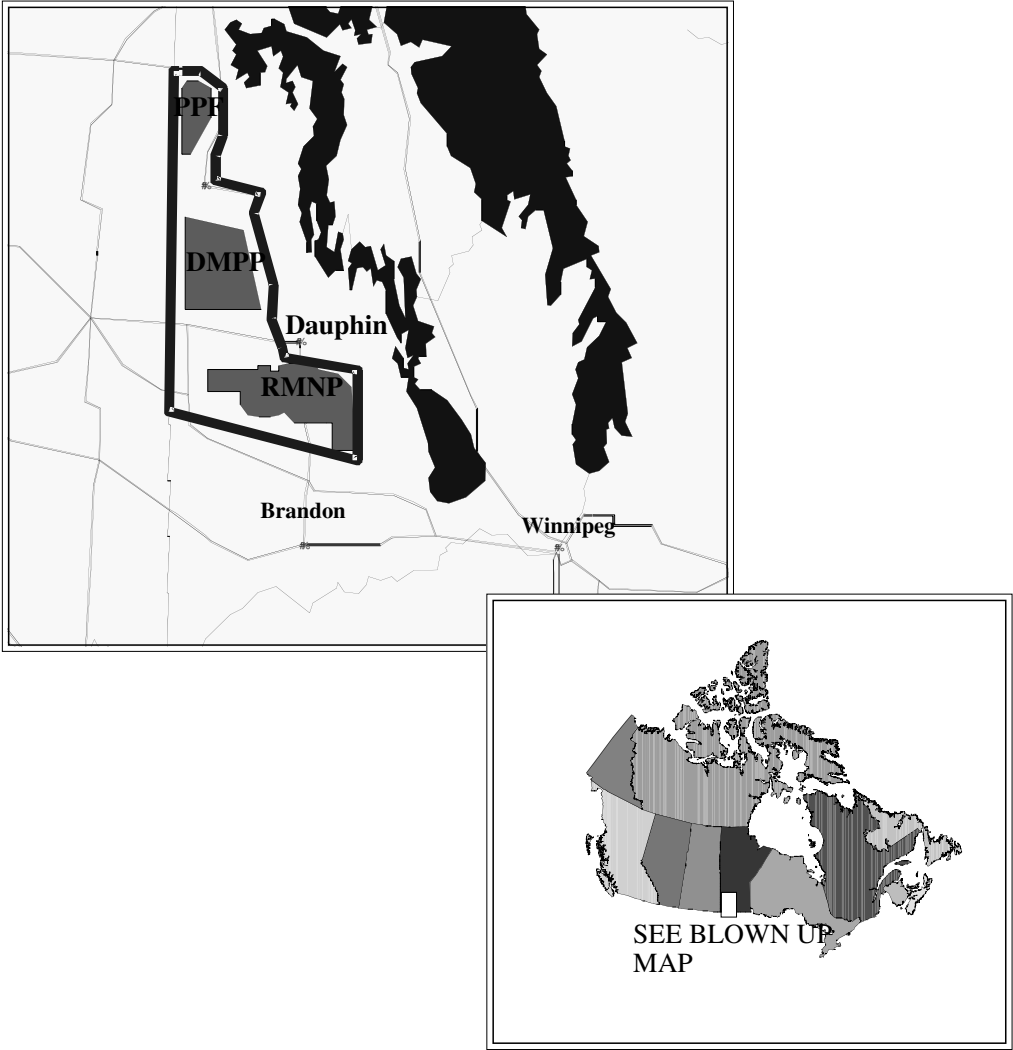 PPF
DMPP
Dauphin
RMNP
Brandon
Winnipeg
SEE BLOWN UP
MAP